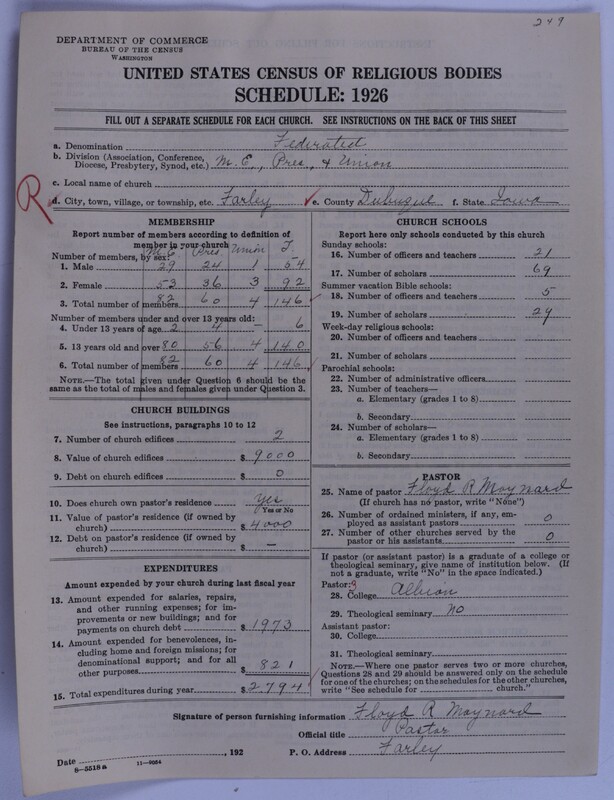 249
DEPARTMENT OF COMMERCE
BUREAU OF THE CENSUS
WASHINGTON
UNITED STATES CENSUS OF RELIGIOUS BODIES
SCHEDULE: 1926
FILL OUT A SEPARATE SCHEDULE FOR EACH CHURCH. SEE INSTRUCTIONS ON THE BACK OF THIS SHEET
a. Denomination Federated
b. Division (Association, Conference, Diocese, Presbytery, Synod, etc.) M.E., Pres., & Union
c. Local name of church
R
d. City, town, village, or township, etc. Farley e. County Dubuque f. State Iowa
MEMBERSHIP
Report number of members according to definition of
member in your church
Number of members, by sex: M.E. Pres. Union T.
1. Male 29 24 1 54
2. Female 53 36 3 92
3. Total number of members 82 60 4 146
Number of members under and over 13 years old:
4. Under 13 years of age 2 4 — 6
5. 13 years old and over 80 56 4 140
6. Total number of members 82 60 4 146
NOTE.—The total given under Question 6 should be the
same as the total of males and females given under Question 3.
CHURCH BUILDINGS
See instructions, paragraphs 10 to 12
7. Number of church edifices 2
8. Value of church edifices $ 9000
9. Debt on church edifices $ 0
10. Does church own pastor's residence Yes
Yes or No
11. Value of pastor's residence (if owned by
church) $ 4000
12. Debt on pastor's residence (if owned by
church) $ —
EXPENDITURES
Amount expended by your church during last fiscal year
13. Amount expended for salaries, repairs,
and other running expenses; for im-
provements or new buildings; and for
payments on church debt $ 1973
14. Amount expended for benevolences, in-
cluding home and foreign missions; for
denominational support; and for all
other purposes $ 821
15. Total expenditures during year $ 2794
CHURCH SCHOOLS
Report here only schools conducted by this church
Sunday schools:
16. Number of officers and teachers 21
17. Number of scholars 69
Summer vacation Bible schools:
18. Number of officers and teachers 5
19. Number of scholars 29
Week-day religious schools:
20. Number of officers and teachers
21. Number of scholars
Parochial schools:
22. Number of administrative officers
23. Number of teachers—
a. Elementary (grades 1 to 8)
b. Secondary
24. Number of scholars—
a. Elementary (grades 1 to 8)
b. Secondary
PASTOR
25. Name of pastor Floyd R Maynard
(If church has no pastor, write "None")
26. Number of ordained ministers, if any, em-
ployed as assistant pastors 0
27. Number of other churches served by the
pastor or his assistants 0
If pastor (or assistant pastor) is a graduate of a college or
theological seminary, give name of institution below. (If
not a graduate, write "No" in the space indicated.)
Pastor:
28. College Albion
29. Theological seminary No
Assistant pastor:
30. College
31. Theological seminary
NOTE.—Where one pastor serves two or more churches,
Questions 28 and 29 should be answered only on the schedule
for one of the churches; on the schedules for the other churches,
write "See schedule for church."
Signature of person furnishing information Floyd R Maynard
Official title Pastor
Date , 192 P. O. Address Farley
8—5518a 11—9064